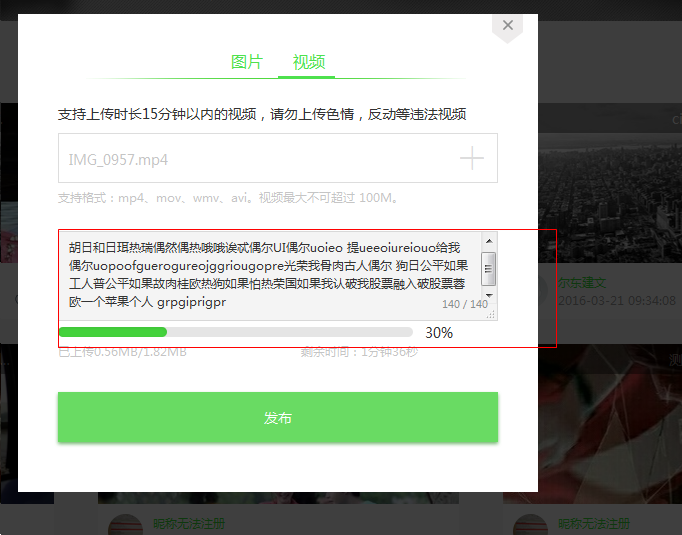 图片 视频
支持上传时长15分钟以内的视频，请勿上传色情，反动等违法视频
IMG_0957.mp4
支持格式：mp4、mov、wmv、avi。视频最大不可超过 100M。
胡日和日珥热瑞偶然偶热哦哦诶忒偶尔UI偶尔uoieo 提ueeoiureiouo给我
偶尔uopoofguerogureojggriougopre光荣我骨肉古人偶尔 狗日公平如果
工人普公平如果故肉桂欧热狗如果怕热荣国如果我认破我股票融入破股票蓉
欧一个苹果个人 grpgiprigpr
140 / 140
30%
已上传0.56MB/1.82MB 剩余时间：1分钟36秒
发布
ci
尔东建文
2016-03-21 09:34:08
测
昵称无法注册 昵称无法注册